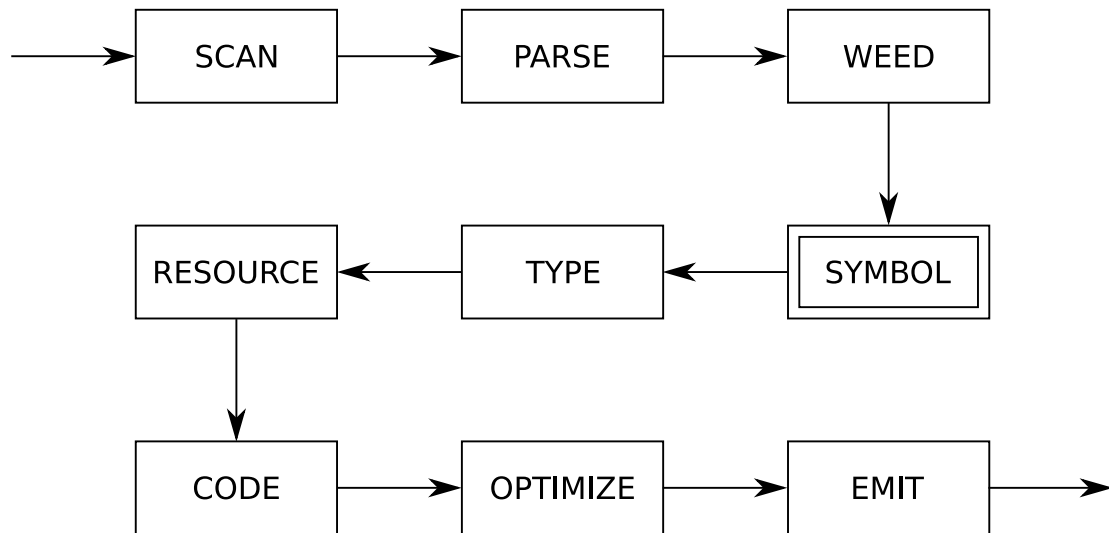 SCAN
PARSE
WEED
RESOURCE
TYPE
SYMBOL
CODE
OPTIMIZE
EMIT